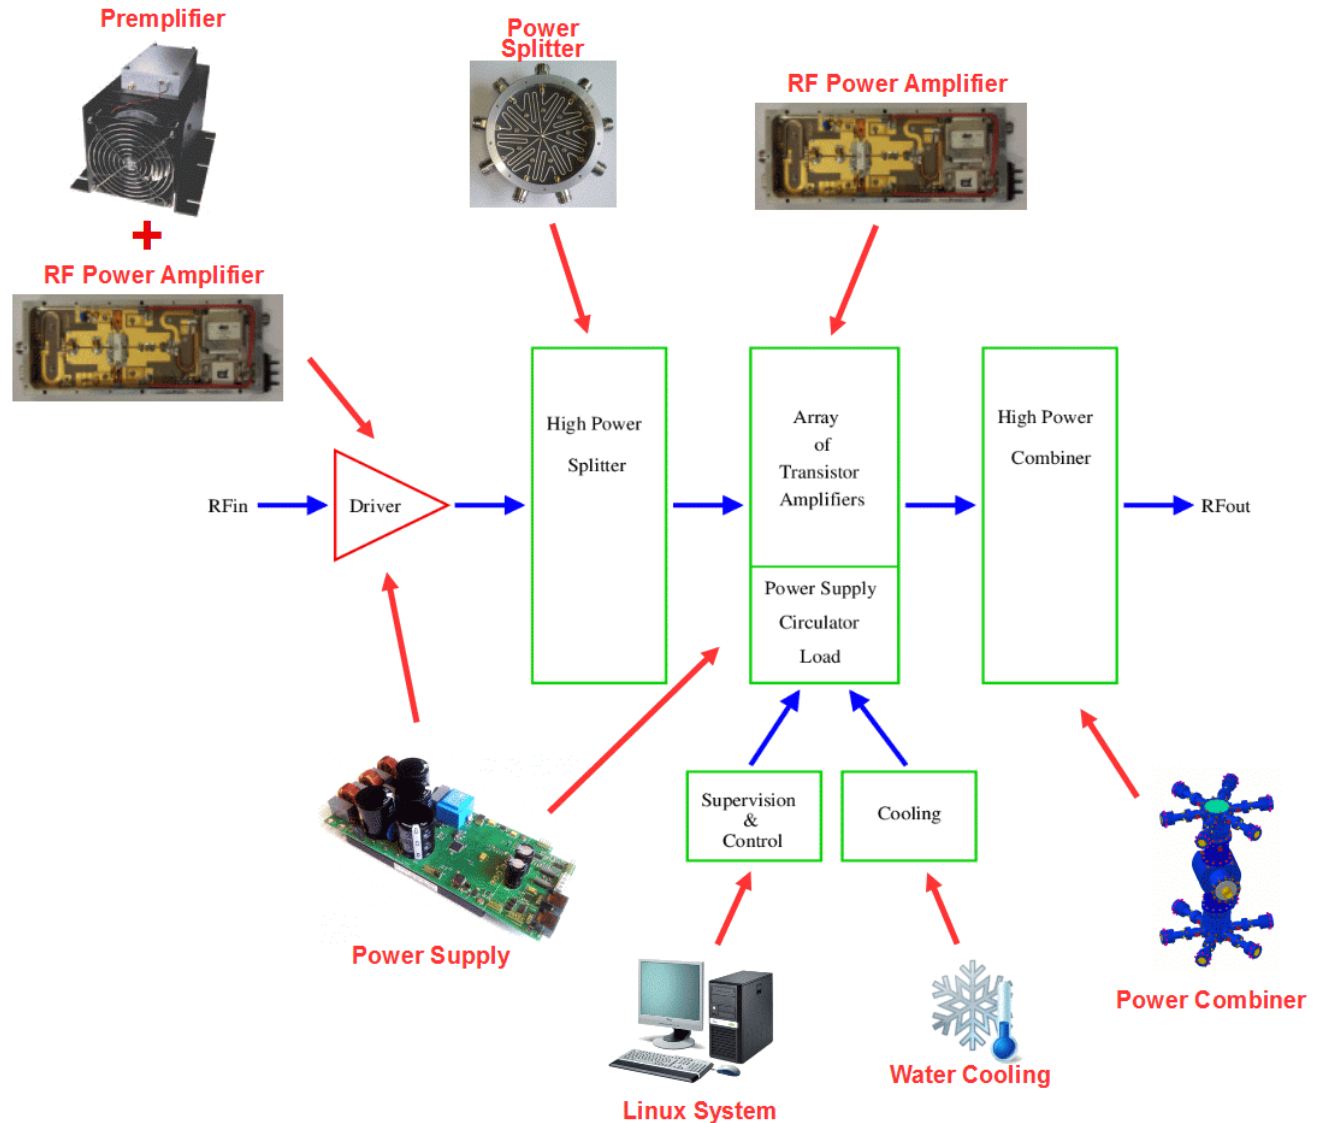 Premplifier
Power
Splitter
RF Power Amplifier
+
RF Power Amplifier
High Power
Splitter
Array
of
Transistor
Amplifiers
High Power
Combiner
RFin
Driver
RFout
Power Supply
Circulator
Load
Supervision
&
Control
Cooling
Power Supply
Power Combiner
Water Cooling
Linux System